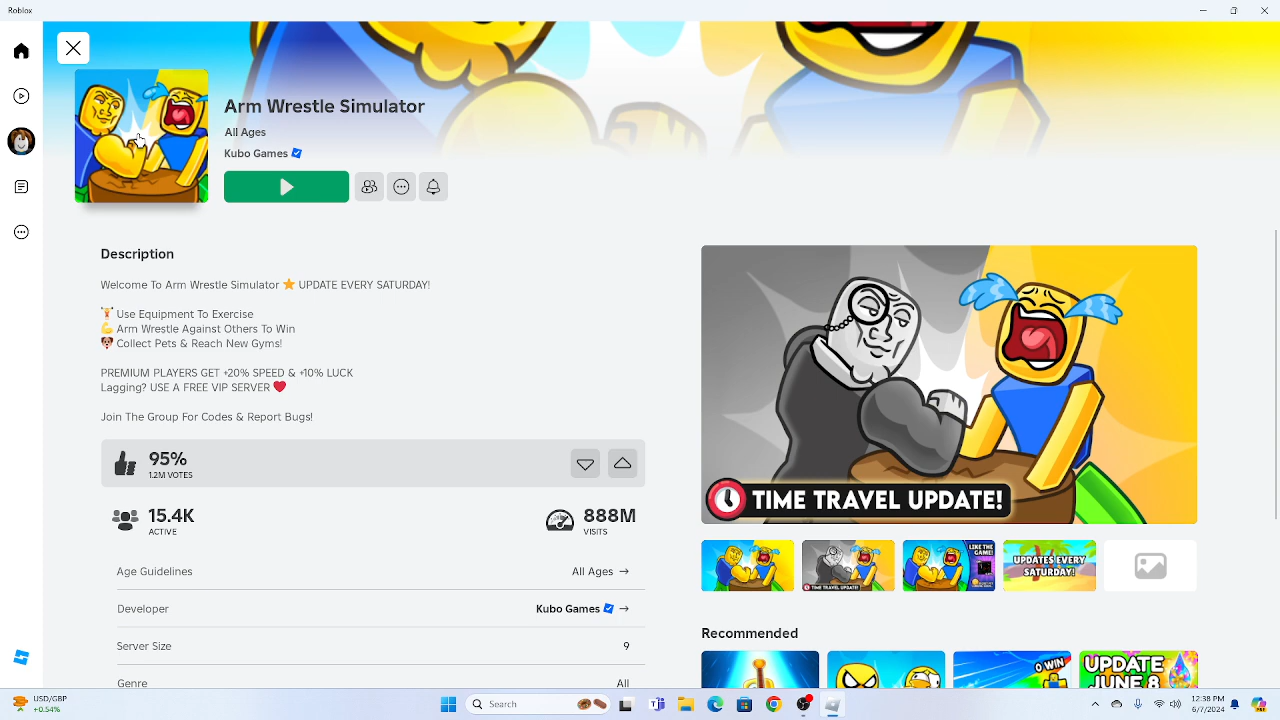 Roblox
Arm Wrestle Simulator
All Ages
Kubo Games
Description
Welcome To Arm Wrestle Simulator ⭐ UPDATE EVERY SATURDAY!
🏋 Use Equipment To Exercise
💪 Arm Wrestle Against Others To Win
🐶 Collect Pets & Reach New Gyms!
PREMIUM PLAYERS GET +20% SPEED & +10% LUCK
Lagging? USE A FREE VIP SERVER ❤️
Join The Group For Codes & Report Bugs!
95%
1.2M VOTES
15.4K
ACTIVE
888M
VISITS
Age Guidelines
All Ages →
Developer
Kubo Games →
Server Size
9
Genre
All
TIME TRAVEL UPDATE!
TIME TRAVEL UPDATE!
LIKE THE GAME!
UPDATES EVERY SATURDAY!
Recommended
0 WIN
UPDATE JUNE 8
USD/GBP
+0.54%
Search
12:38 PM
6/7/2024